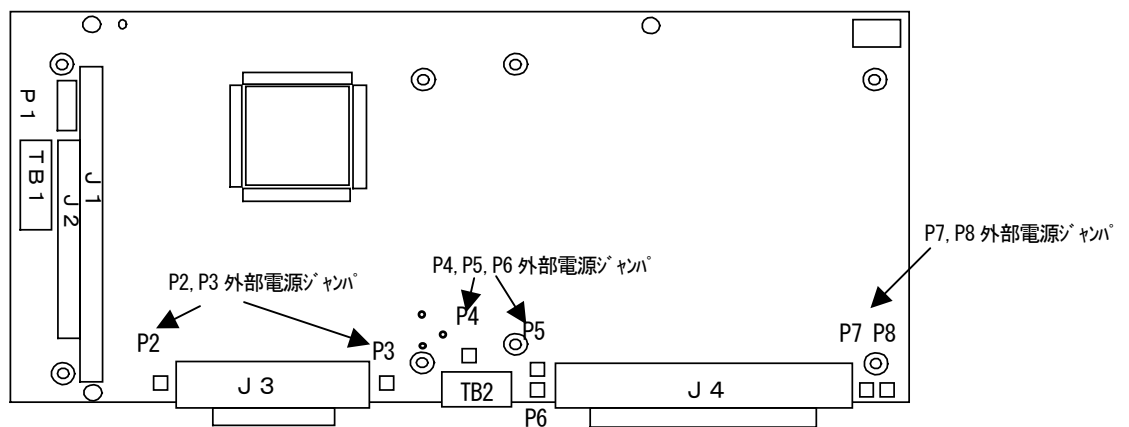 P1
TB1
J2
J1
P2,P3 外部電源ｼﾞｬﾝﾊﾟ
P4,P5,P6 外部電源ｼﾞｬﾝﾊﾟ
P7,P8 外部電源ｼﾞｬﾝﾊﾟ
P2
P3
P4
P5
P7 P8
J3
TB2
J4
P6